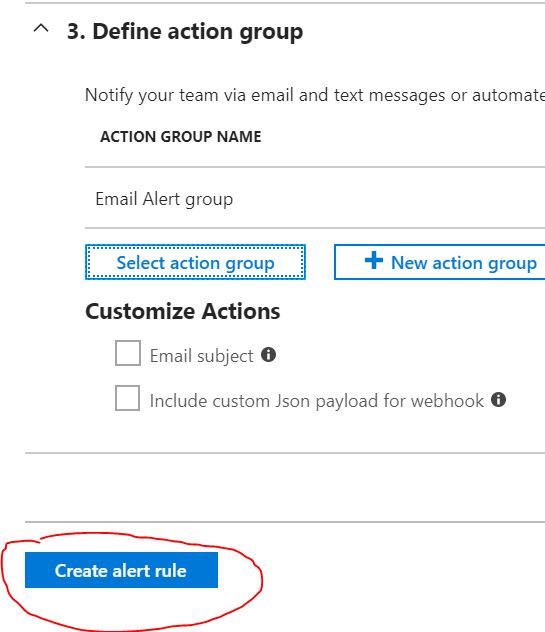 3. Define action group
Notify your team via email and text messages or automate
ACTION GROUP NAME
Email Alert group
Select action group
+ New action group
Customize Actions
Email subject
Include custom Json payload for webhook
Create alert rule